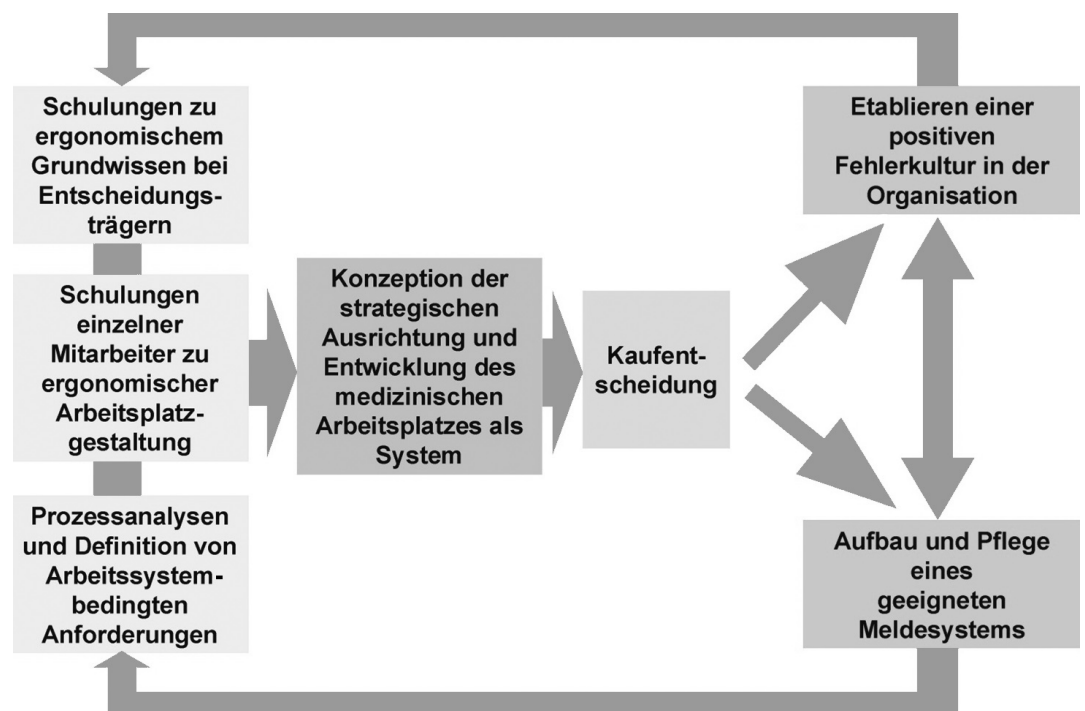 Schulungen zu
ergonomischem
Grundwissen bei
Entscheidungs-
trägern
Schulungen
einzelner
Mitarbeiter zu
ergonomischer
Arbeitsplatz-
gestaltung
Prozessanalysen
und Definition von
Arbeitssystem-
bedingten
Anforderungen
Konzeption der
strategischen
Ausrichtung und
Entwicklung des
medizinischen
Arbeitsplatzes als
System
Kaufent-
scheidung
Etablieren einer
positiven
Fehlerkultur in der
Organisation
Aufbau und Pflege
eines
geeigneten
Meldesystems